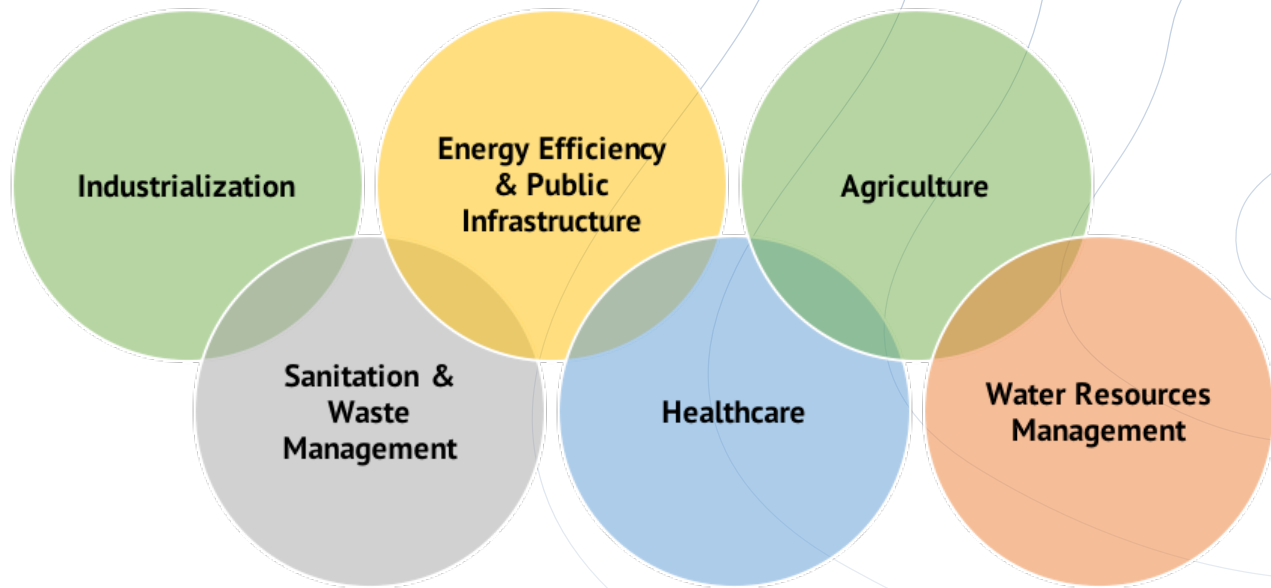 Industrialization
Energy Efficiency
& Public
Infrastructure
Agriculture
Sanitation &
Waste
Management
Healthcare
Water Resources
Management